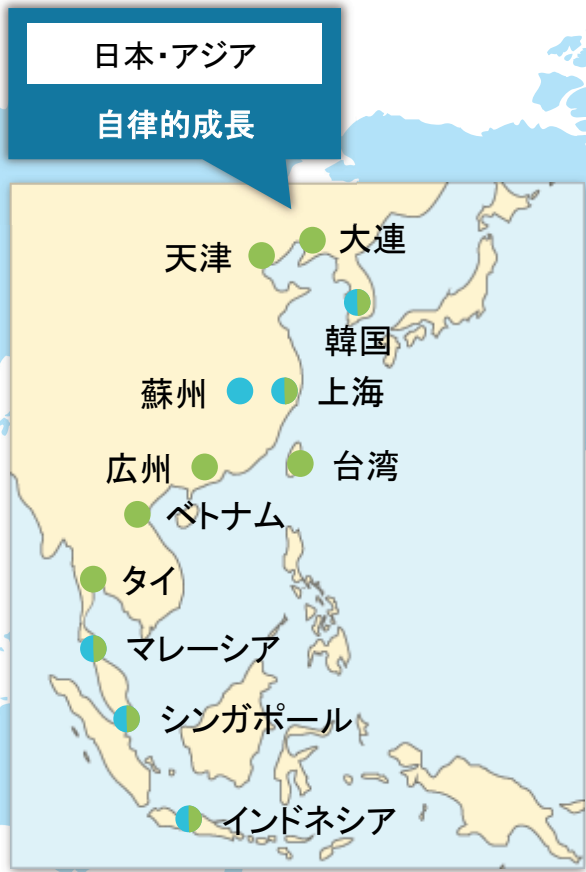 日本・アジア
自律的成長
大連
天津
韓国
蘇州
上海
広州
台湾
ベトナム
タイ
マレーシア
シンガポール
インドネシア